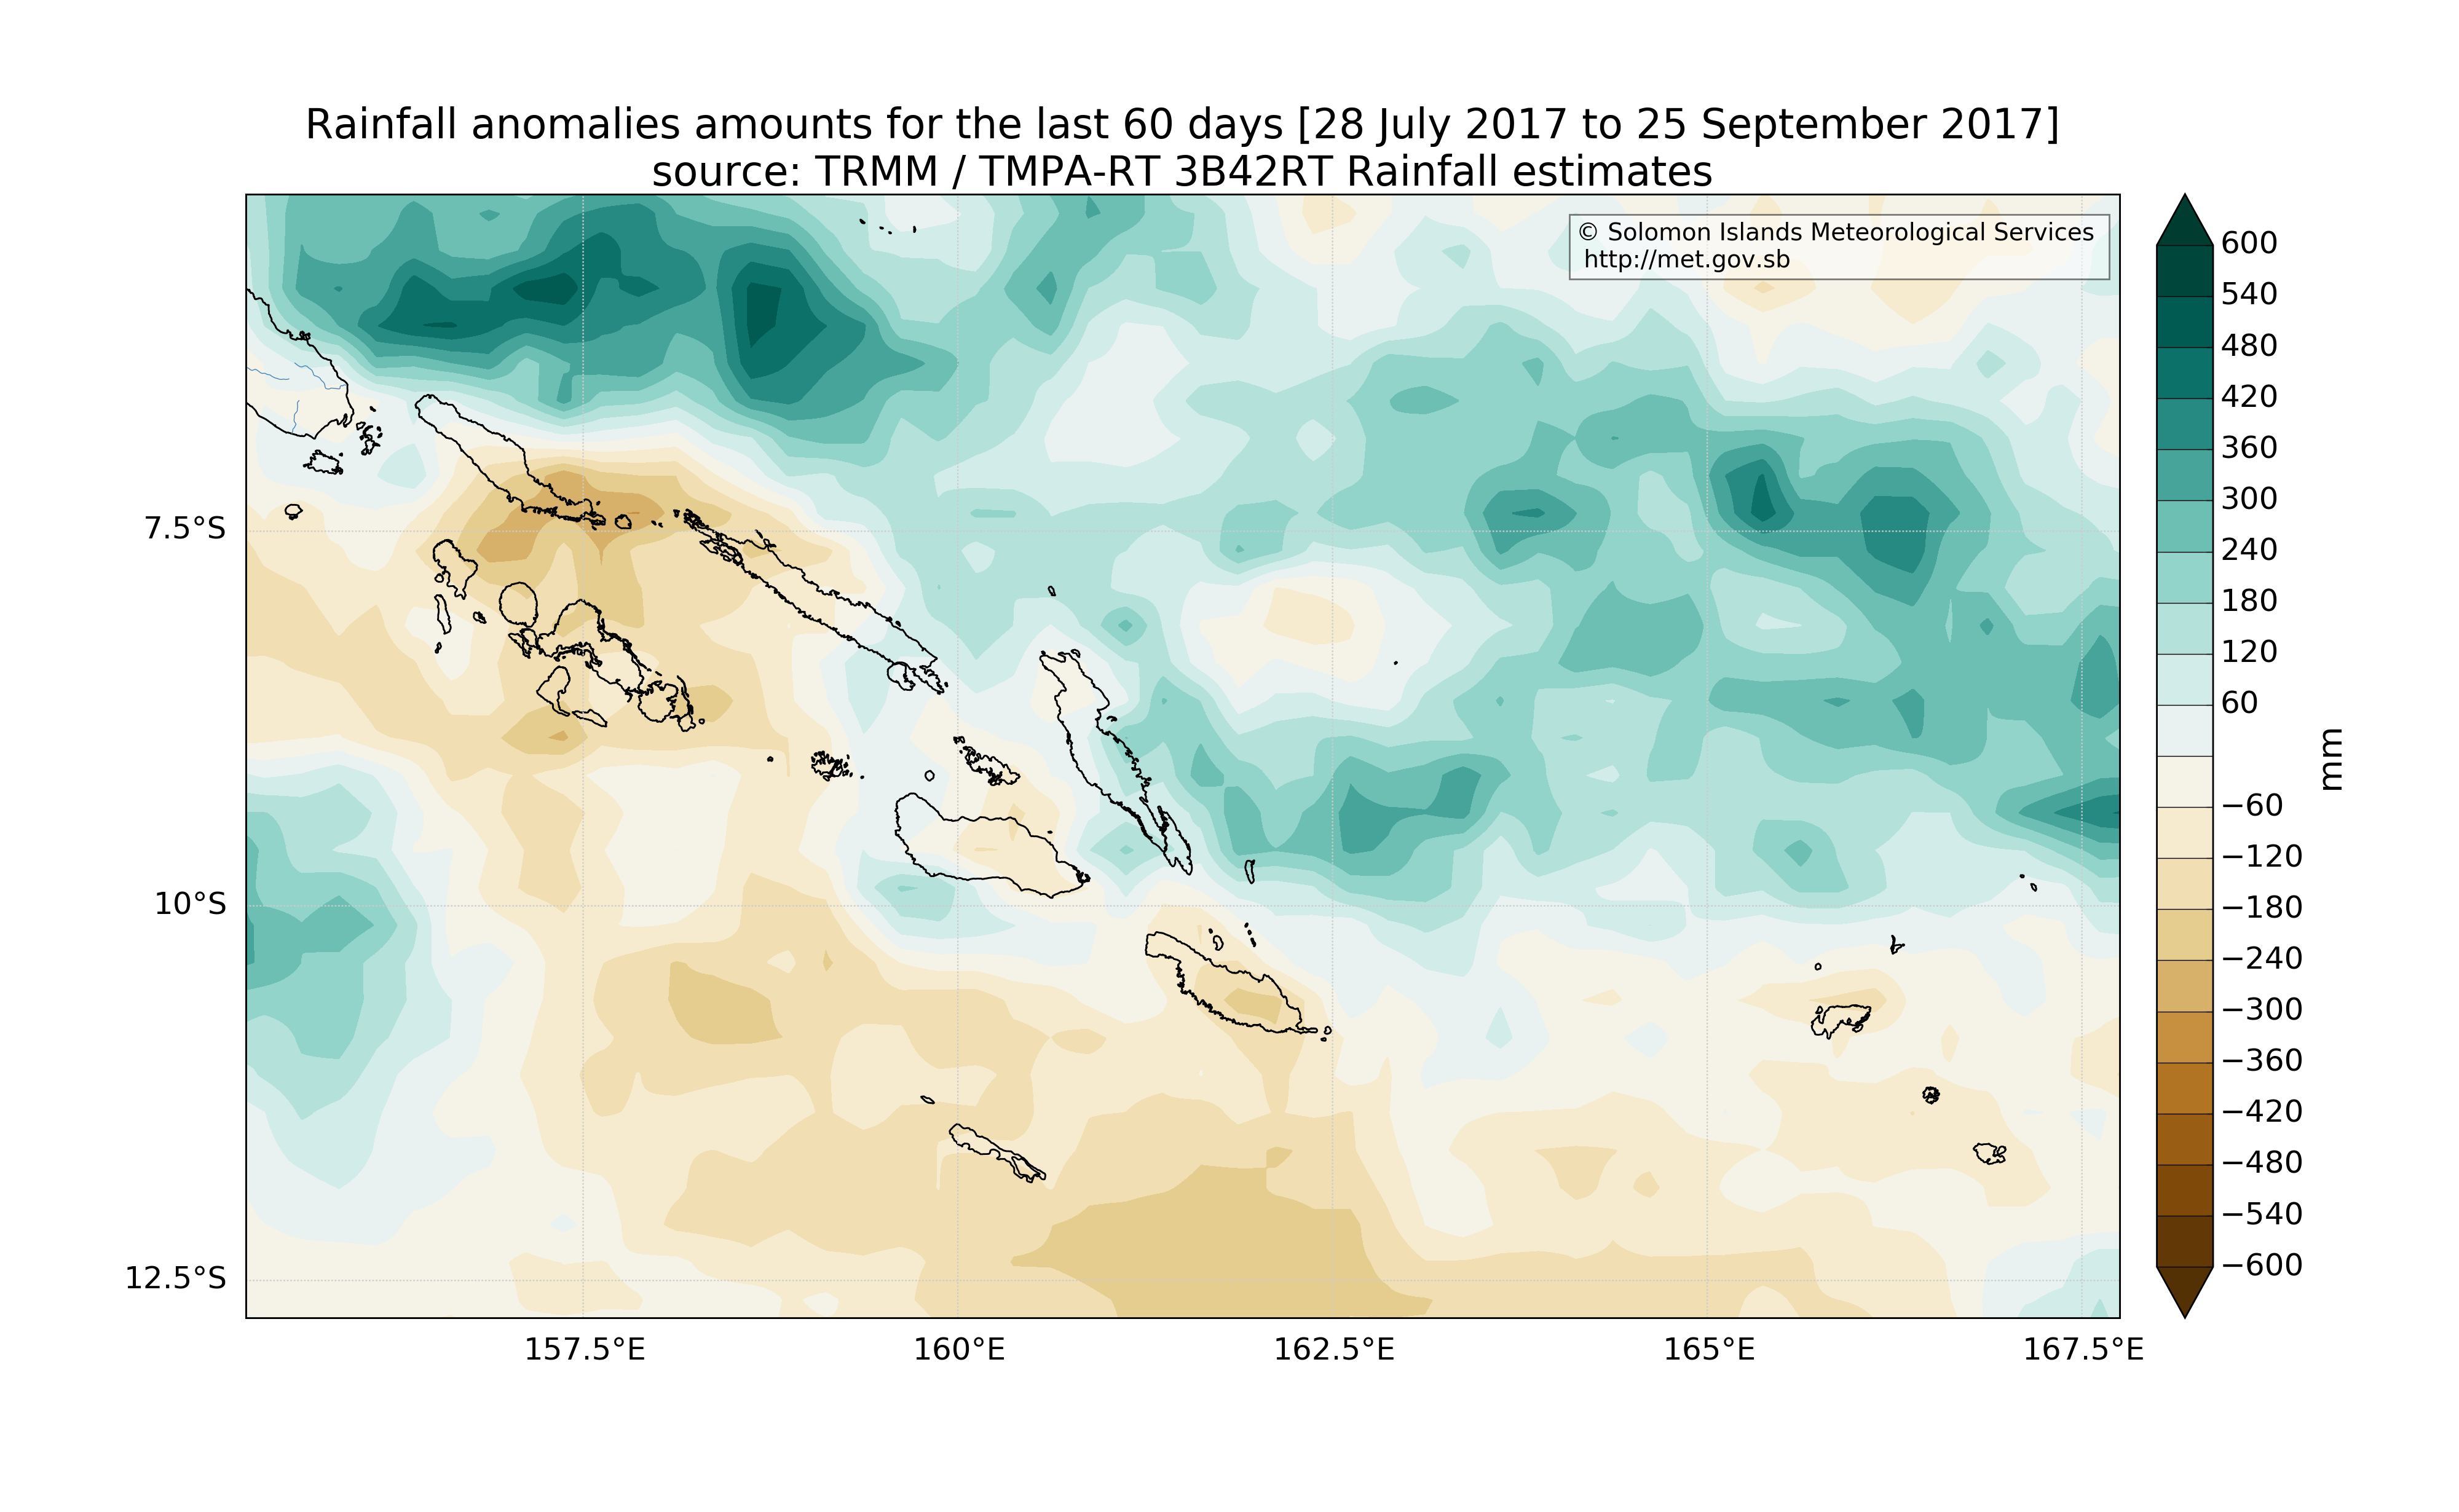 Rainfall anomalies amounts for the last 60 days [28 July 2017 to 25 September 2017]
source: TRMM / TMPA-RT 3B42RT Rainfall estimates
© Solomon Islands Meteorological Services
http://met.gov.sb
7.5°S
10°S
12.5°S
157.5°E
160°E
162.5°E
165°E
167.5°E
600
540
480
420
360
300
240
180
120
60
−60
−120
−180
−240
−300
−360
−420
−480
−540
−600
mm